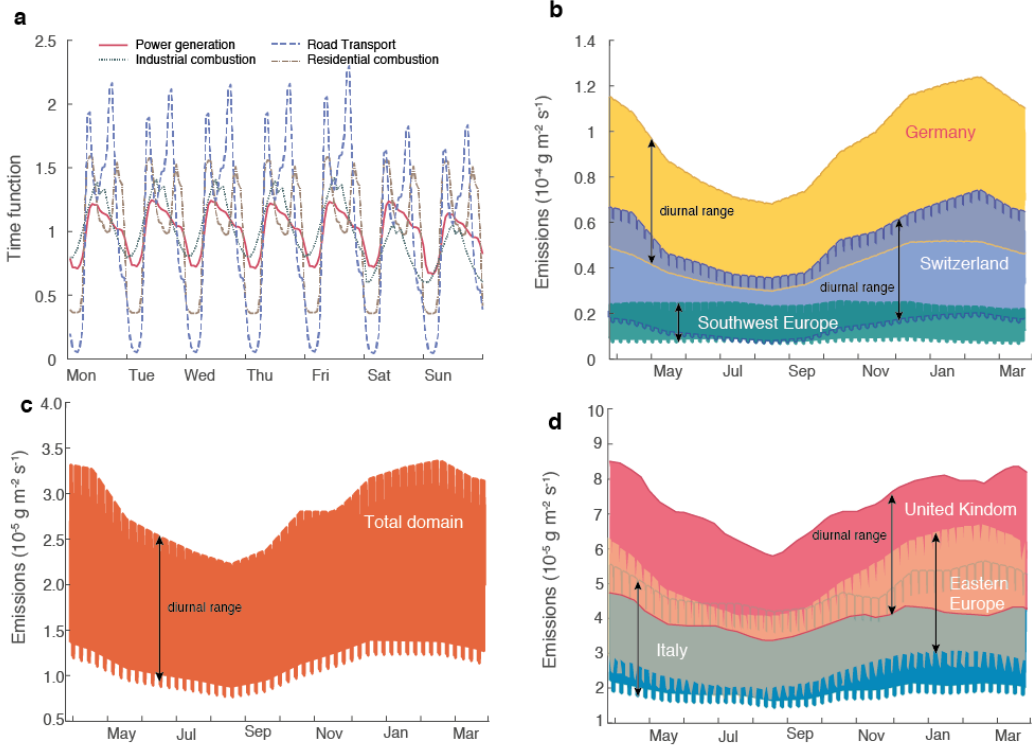 a
2.5
2
1.5
1
0.5
0
Time function
Power generation
Road Transport
Industrial combustion
Residential combustion
Mon Tue Wed Thu Fri Sat Sun
b
1.4
1.2
1
0.8
0.6
0.4
0.2
0
Emissions (10⁻⁴ g m⁻² s⁻¹)
Germany
diurnal range
Switzerland
diurnal range
Southwest Europe
May Jul Sep Nov Jan Mar
c
4.0
3.5
3.0
2.5
2.0
1.5
1.0
0.5
Emissions (10⁻⁵ g m⁻² s⁻¹)
Total domain
diurnal range
May Jul Sep Nov Jan Mar
d
10
9
8
7
6
5
4
3
2
1
Emissions (10⁻⁵ g m⁻² s⁻¹)
United Kindom
diurnal range
Eastern
Europe
Italy
May Jul Sep Nov Jan Mar